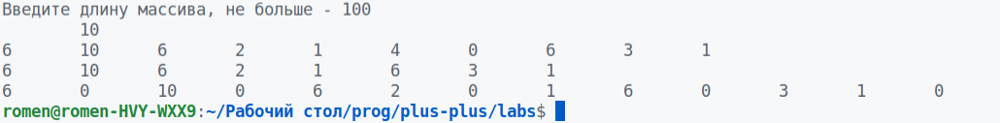 Введите длину массива, не больше - 100
10
6 10 6 2 1 4 0 6 3 1
6 10 6 2 1 6 3 1
6 0 10 0 6 2 0 1 6 0 3 1 0
romen@romen-HVY-WXX9:~/Рабочий стол/prog/plus-plus/labs$